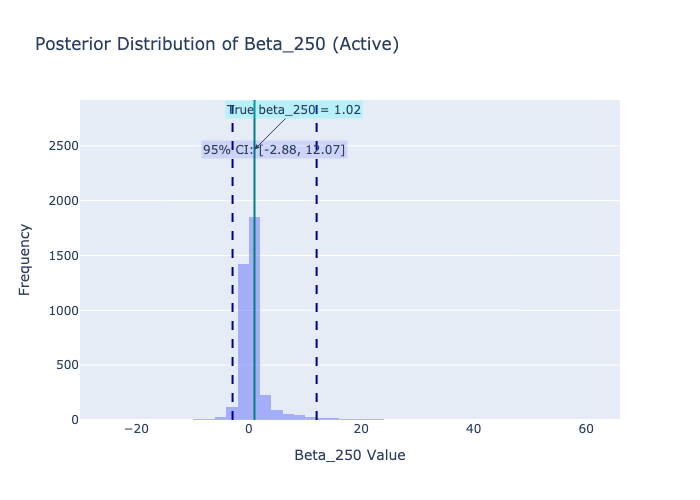 Posterior Distribution of Beta_250 (Active)
True beta_250 = 1.02
95% CI: [-2.88, 12.07]
2500
2000
1500
1000
500
0
Frequency
−20
0
20
40
60
Beta_250 Value